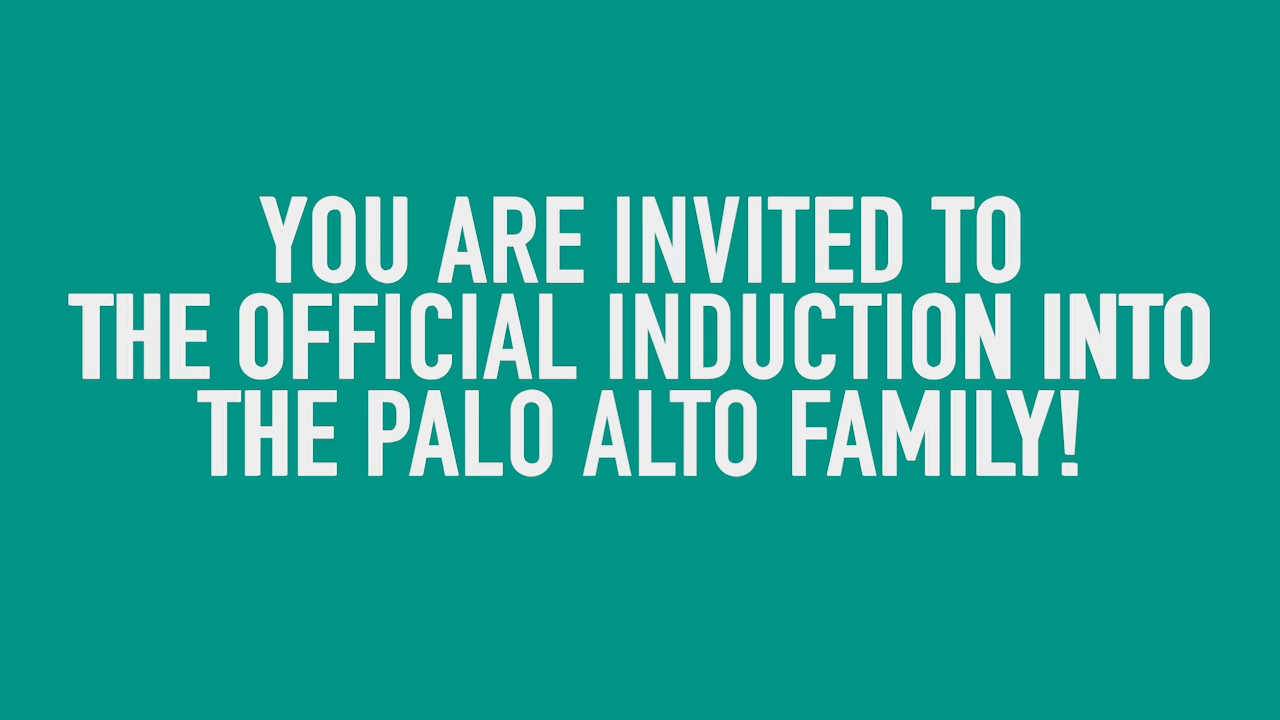 YOU ARE INVITED TO
THE OFFICIAL INDUCTION INTO
THE PALO ALTO FAMILY!